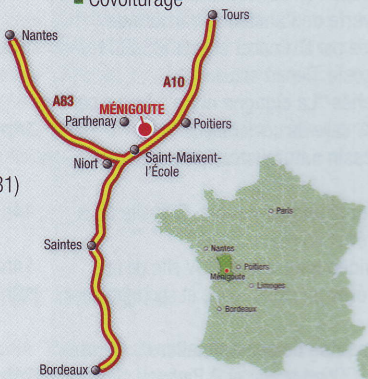 Covoiturage
Tours
Nantes
A83
A10
MÉNIGOUTE
Parthenay
Poitiers
Niort
Saint-Maixent-
l'École
31)
Saintes
Bordeaux
Paris
Nantes
Poitiers
Ménigoute
Limoges
Bordeaux